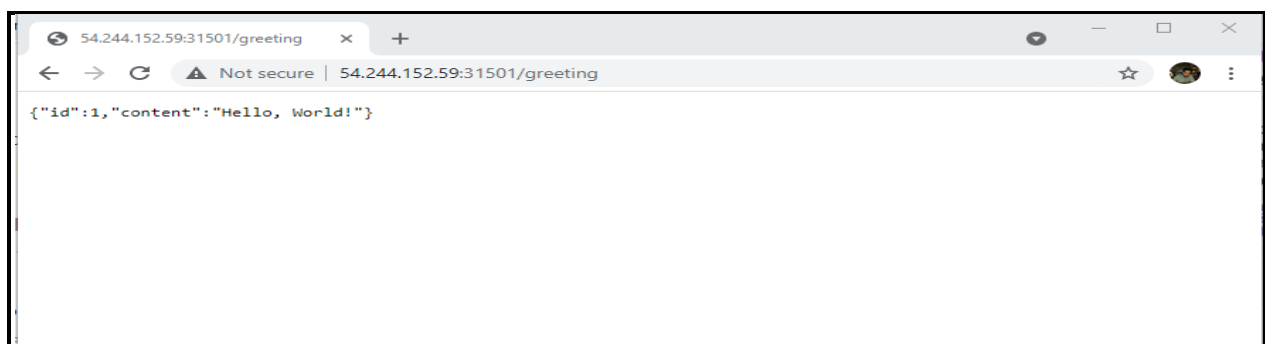 54.244.152.59:31501/greeting
Not secure | 54.244.152.59:31501/greeting
{"id":1,"content":"Hello, World!"}